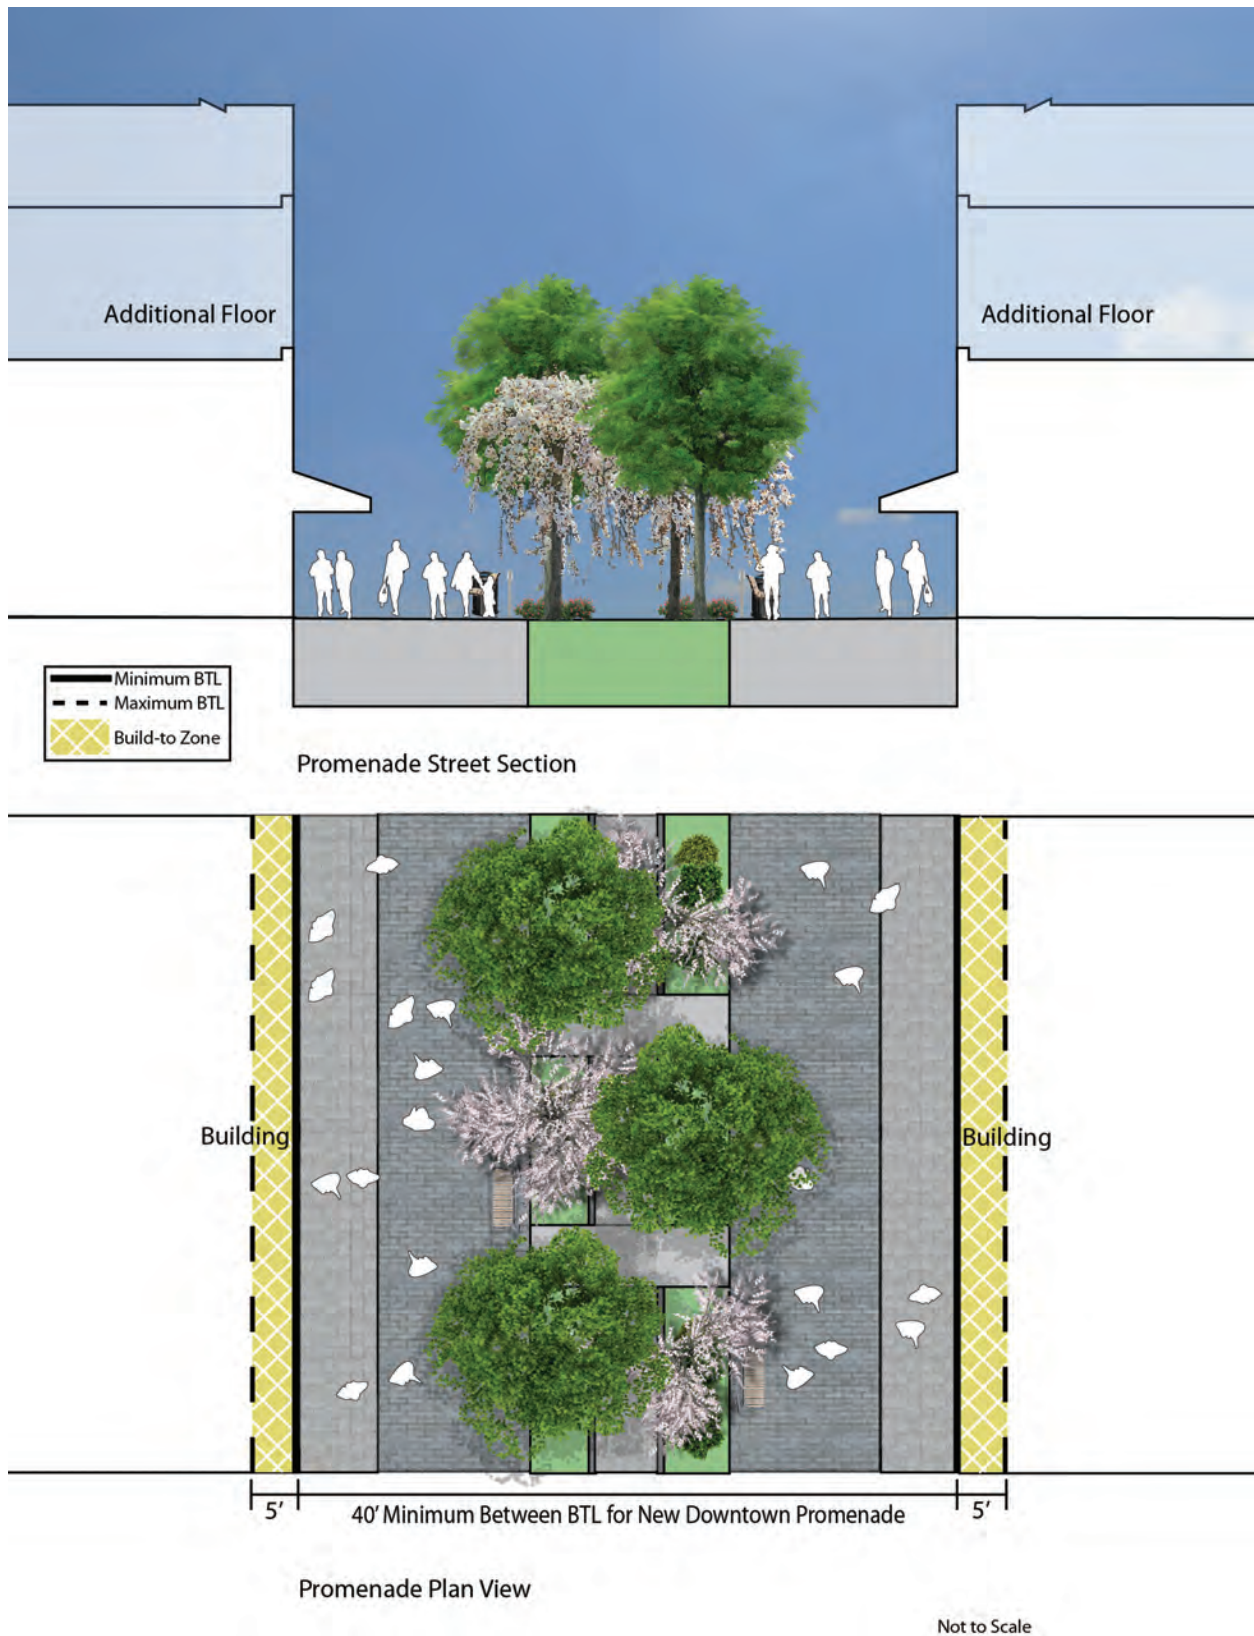 Additional Floor
Additional Floor
Minimum BTL
Maximum BTL
Build-to Zone
Promenade Street Section
Building
Building
5’
40’ Minimum Between BTL for New Downtown Promenade
5’
Promenade Plan View
Not to Scale